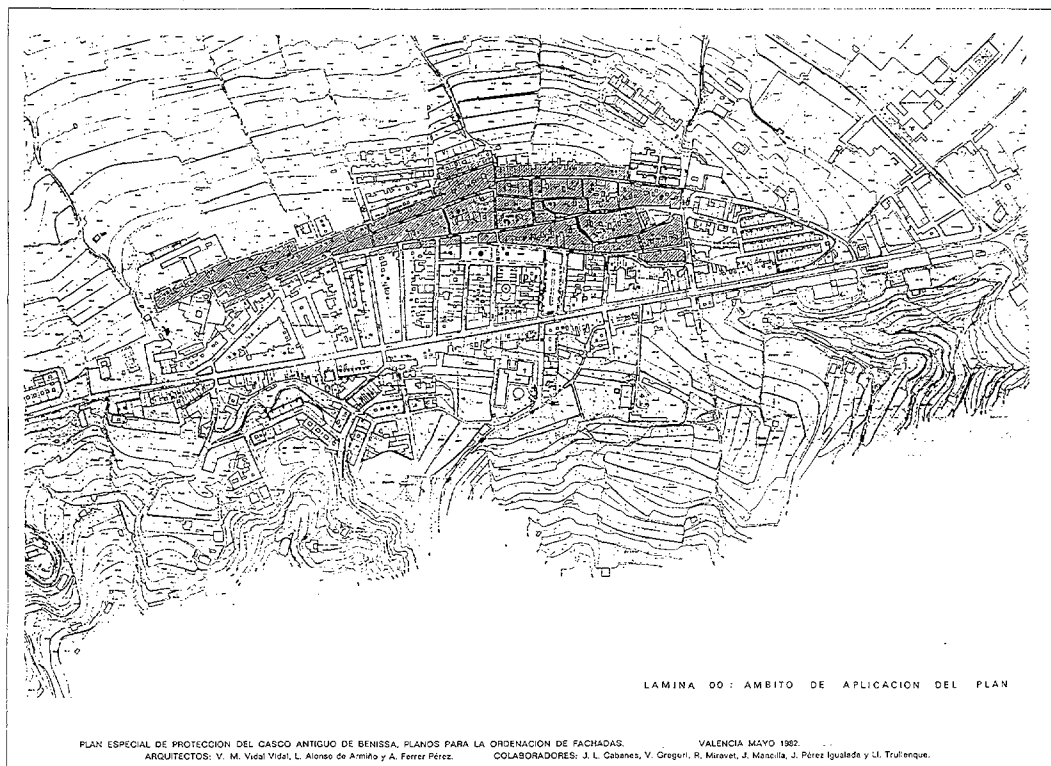 LAMINA 00 : AMBITO DE APLICACION DEL PLAN
PLAN ESPECIAL DE PROTECCION DEL CASCO ANTIGUO DE BENISSA. PLANOS PARA LA ORDENACION DE FACHADAS. VALENCIA MAYO 1982.
ARQUITECTOS: V. M. Vidal Vidal, L. Alonso de Armiño y A. Ferrer Pérez. COLABORADORES: J. L. Cabanes, V. Gregori, R. Miravet, J. Mancilla, J. Pérez Igualada y Ll. Trullenque.